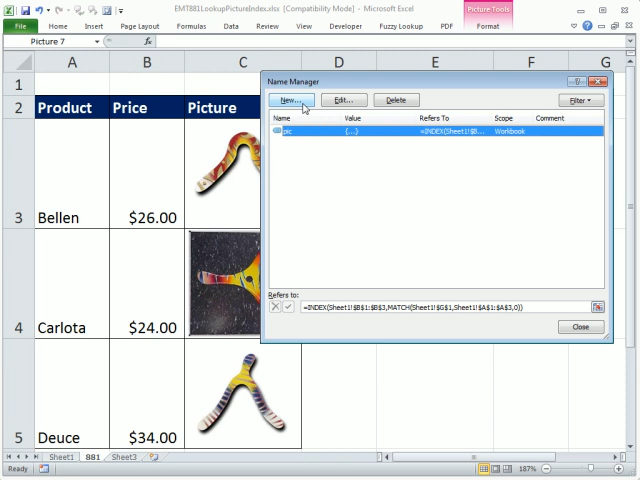 EMT881LookupPictureIndex.xlsx [Compatibility Mode] - Microsoft Excel
Picture Tools
File Home Insert Page Layout Formulas Data Review View Developer Fuzzy Lookup PDF Format
Picture 7 fx
A B C D E F G
1
2 Product Price Picture
3 Bellen $26.00
4 Carlota $24.00
5 Deuce $34.00
Name Manager
New... Edit... Delete Filter
Name Value Refers To Scope Comment
pic {...} =INDEX(Sheet1!$B... Workbook
Refers to:
=INDEX(Sheet1!$B$1:$B$3,MATCH(Sheet1!$G$1,Sheet1!$A$1:$A$3,0))
Close
Sheet1 881 Sheet3
Ready 187%